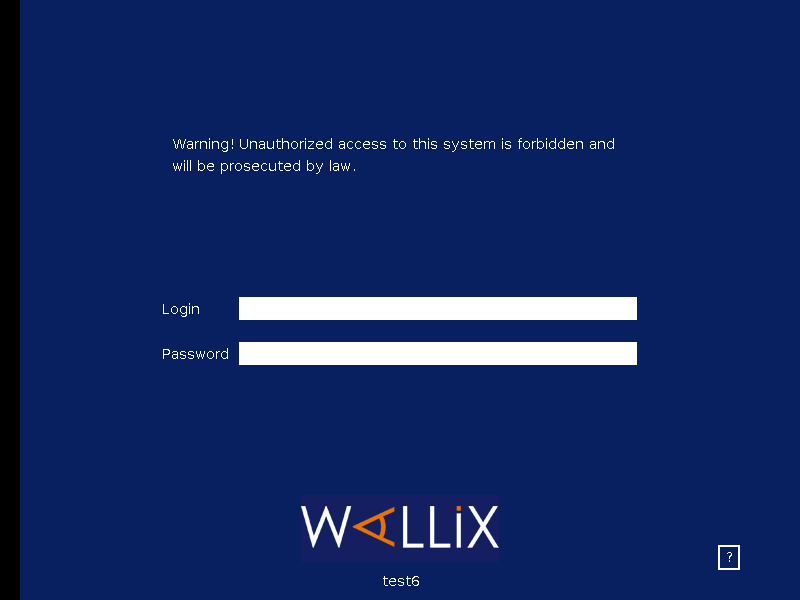 Warning! Unauthorized access to this system is forbidden and
will be prosecuted by law.
Login
Password
WALLiX
?
test6